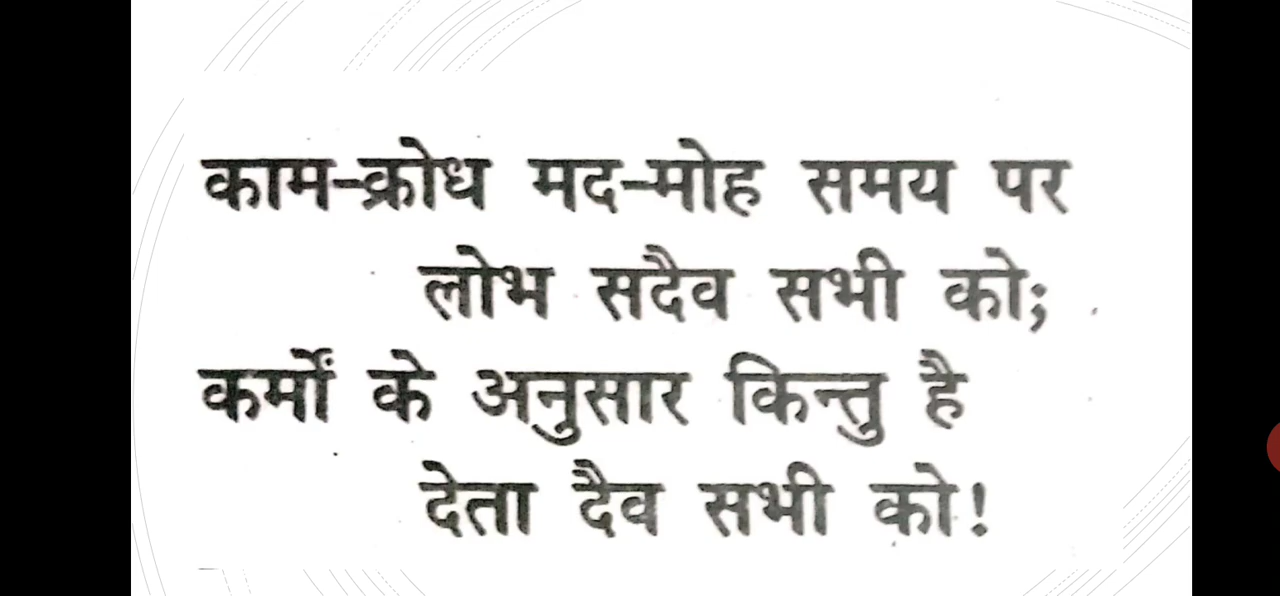 काम-क्रोध मद-मोह समय पर
लोभ सदैव सभी को;
कर्मों के अनुसार किन्तु है
देता दैव सभी को!